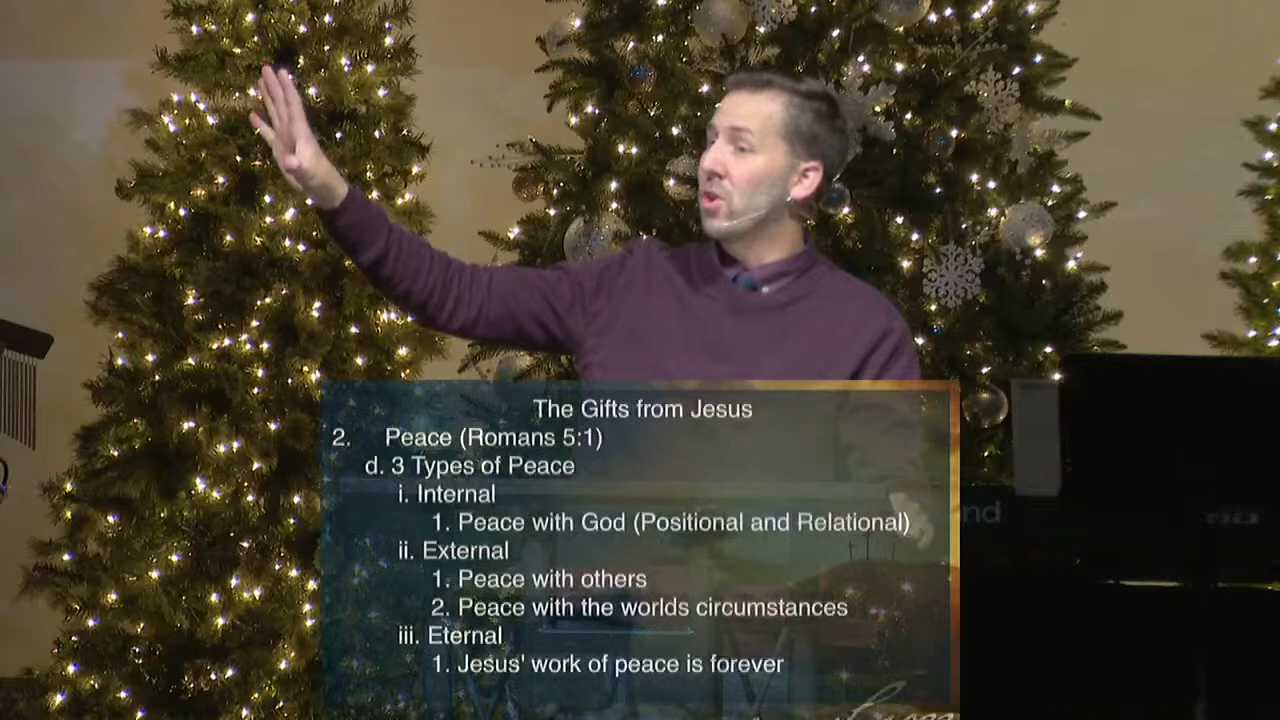 The Gifts from Jesus
2. Peace (Romans 5:1)
d. 3 Types of Peace
i. Internal
1. Peace with God (Positional and Relational)
ii. External
1. Peace with others
2. Peace with the worlds circumstances
iii. Eternal
1. Jesus' work of peace is forever